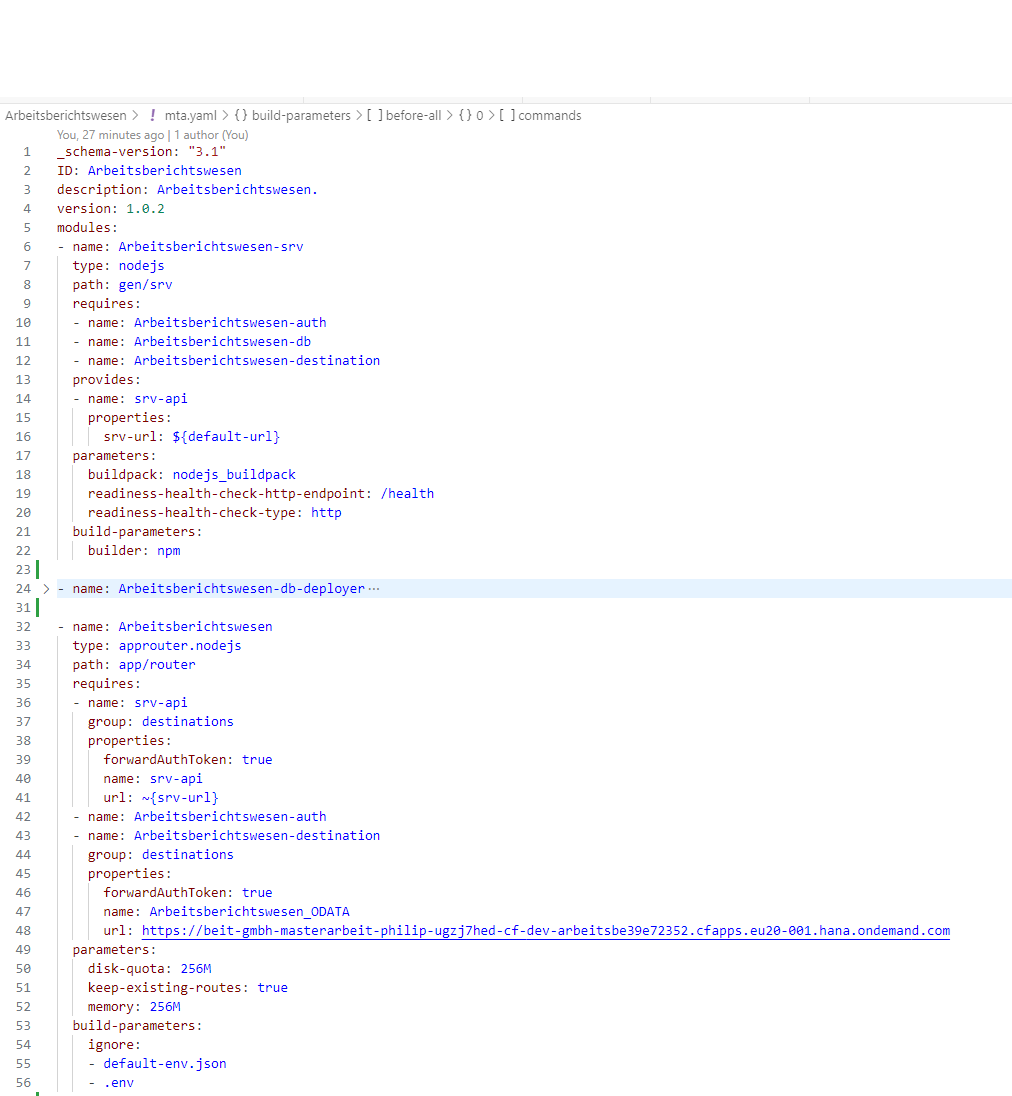 Arbeitsberichtswesen > ! mta.yaml > {} build-parameters > [ ] before-all > {} 0 > [ ] commands
You, 27 minutes ago | 1 author (You)
1 _schema-version: "3.1"
2 ID: Arbeitsberichtswesen
3 description: Arbeitsberichtswesen.
4 version: 1.0.2
5 modules:
6 - name: Arbeitsberichtswesen-srv
7   type: nodejs
8   path: gen/srv
9   requires:
10   - name: Arbeitsberichtswesen-auth
11   - name: Arbeitsberichtswesen-db
12   - name: Arbeitsberichtswesen-destination
13   provides:
14   - name: srv-api
15     properties:
16       srv-url: ${default-url}
17   parameters:
18     buildpack: nodejs_buildpack
19     readiness-health-check-http-endpoint: /health
20     readiness-health-check-type: http
21   build-parameters:
22     builder: npm
23
24 > - name: Arbeitsberichtswesen-db-deployer ···
31
32 - name: Arbeitsberichtswesen
33   type: approuter.nodejs
34   path: app/router
35   requires:
36   - name: srv-api
37     group: destinations
38     properties:
39       forwardAuthToken: true
40       name: srv-api
41       url: ~{srv-url}
42   - name: Arbeitsberichtswesen-auth
43   - name: Arbeitsberichtswesen-destination
44     group: destinations
45     properties:
46       forwardAuthToken: true
47       name: Arbeitsberichtswesen_ODATA
48       url: https://beit-gmbh-masterarbeit-philip-ugzj7hed-cf-dev-arbeitsbe39e72352.cfapps.eu20-001.hana.ondemand.com
49   parameters:
50     disk-quota: 256M
51     keep-existing-routes: true
52     memory: 256M
53   build-parameters:
54     ignore:
55     - default-env.json
56     - .env